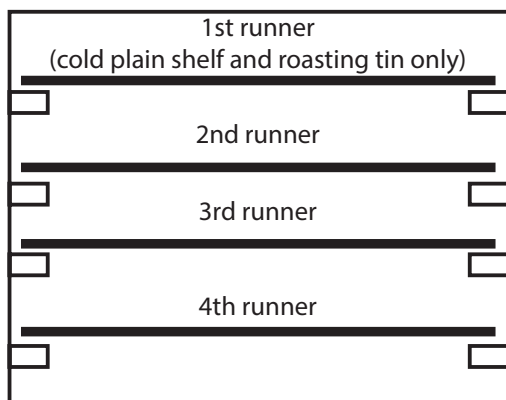 1st runner
(cold plain shelf and roasting tin only)
2nd runner
3rd runner
4th runner